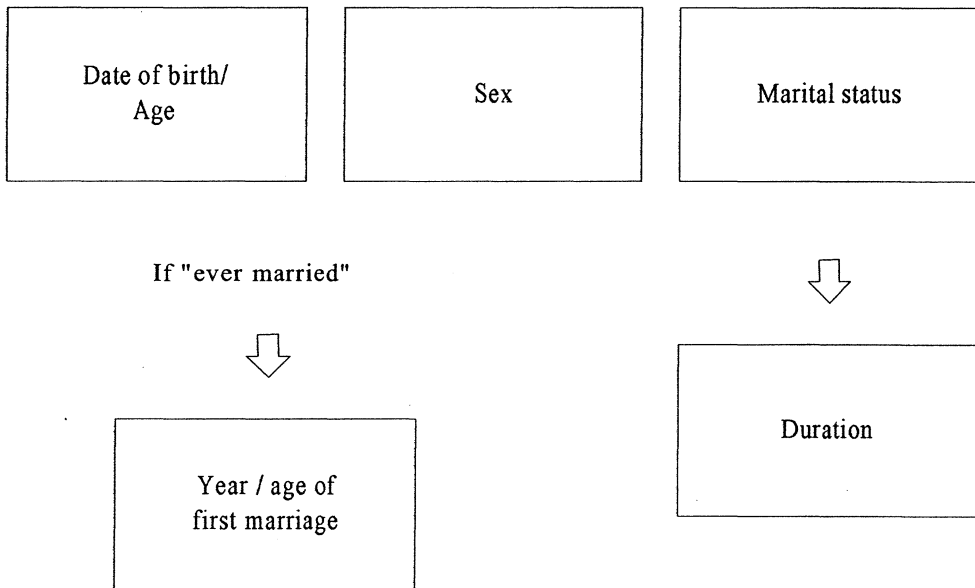 Date of birth/
Age
Sex
Marital status
If "ever married"
Year / age of
first marriage
Duration